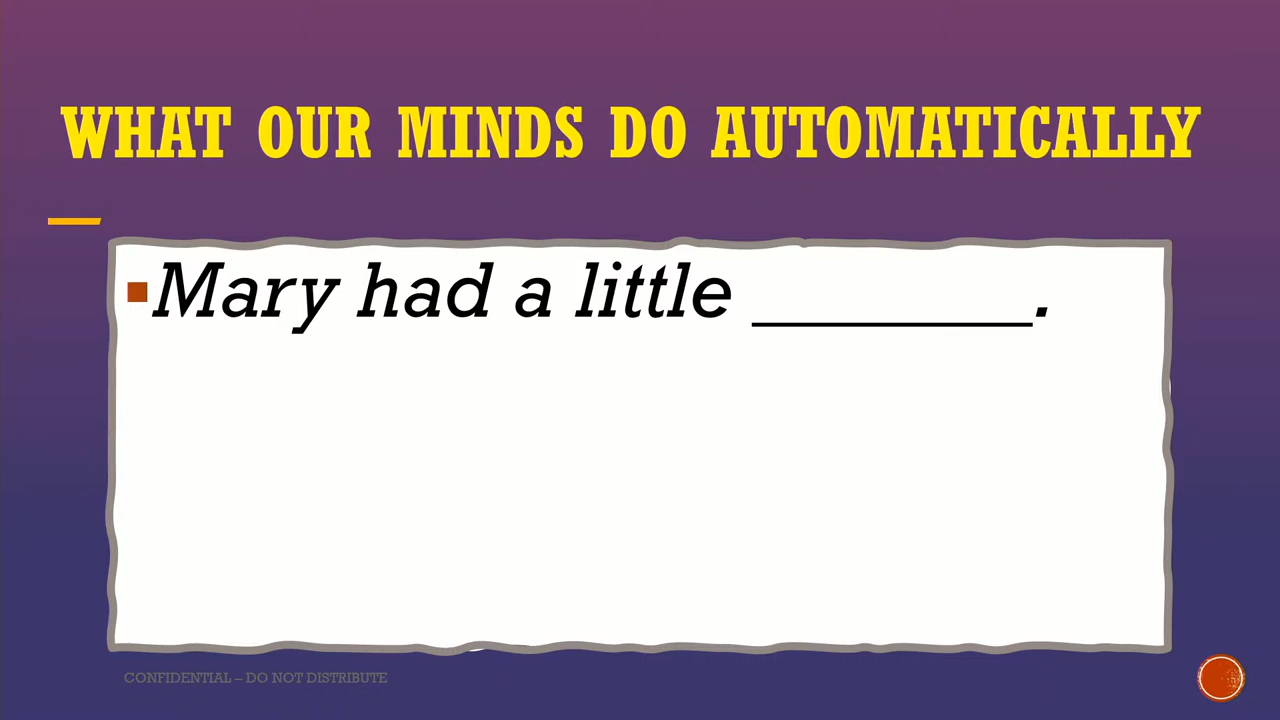 WHAT OUR MINDS DO AUTOMATICALLY
▪Mary had a little ________.
CONFIDENTIAL – DO NOT DISTRIBUTE